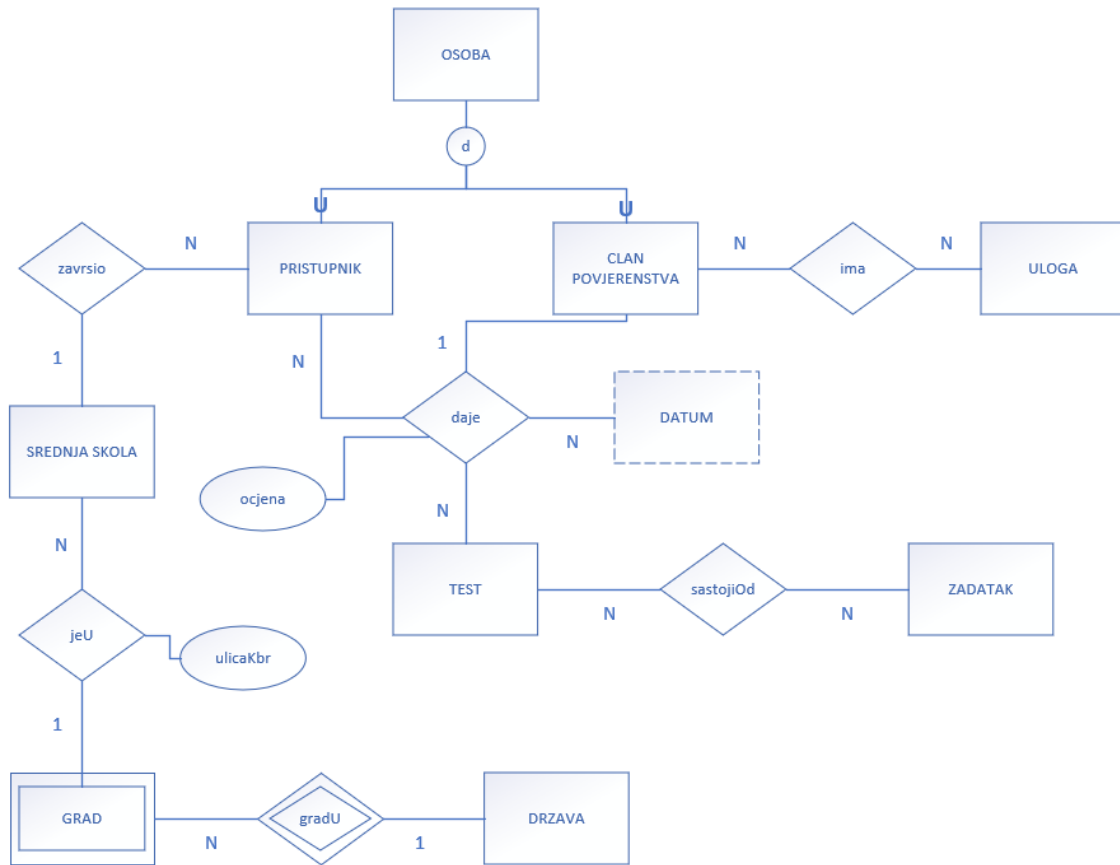 OSOBA
d
U
U
zavrsio
N
PRISTUPNIK
CLAN
POVJERENSTVA
N
ima
N
ULOGA
1
N
1
daje
N
DATUM
SREDNJA SKOLA
ocjena
N
N
TEST
N
sastojiOd
N
ZADATAK
jeU
ulicaKbr
1
GRAD
N
gradU
1
DRZAVA